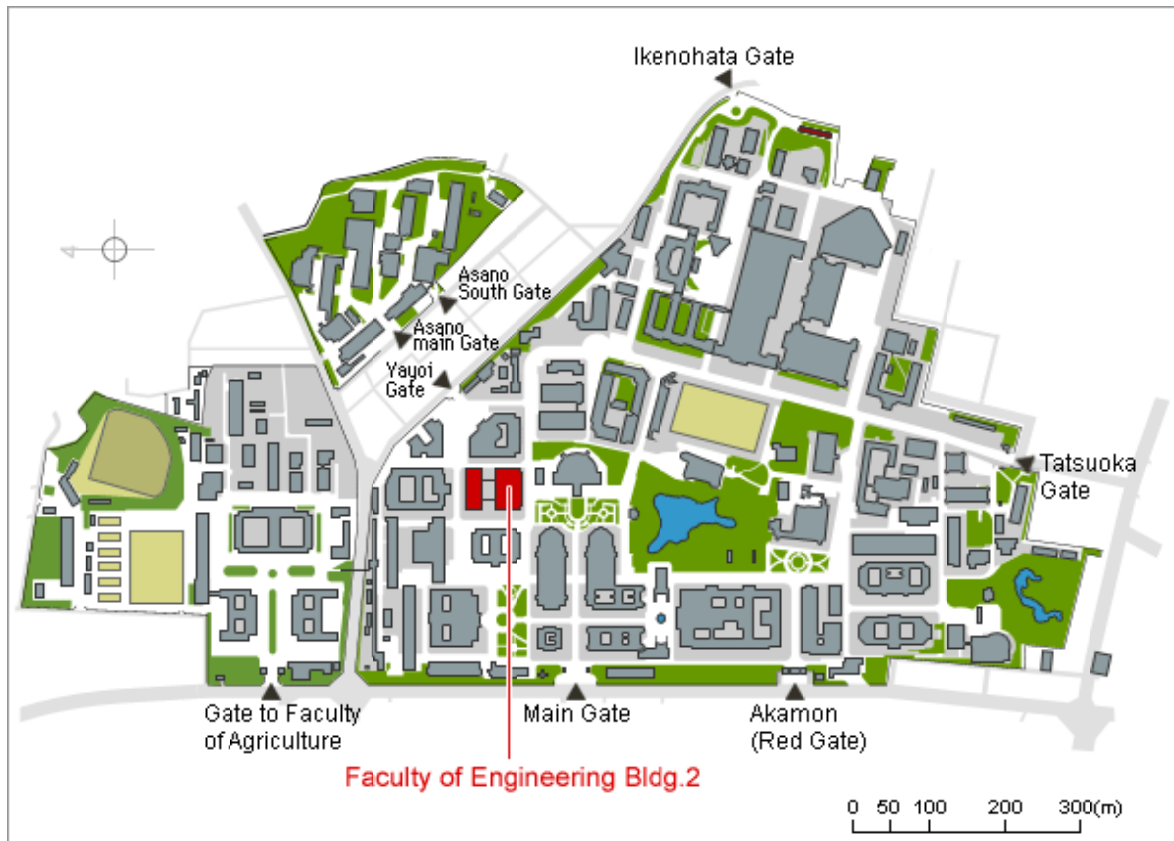 Ikenohata Gate
Asano
South Gate
Asano
main Gate
Yayoi
Gate
Tatsuoka
Gate
Gate to Faculty
of Agriculture
Main Gate
Akamon
(Red Gate)
Faculty of Engineering Bldg.2
0 50 100 200 300(m)